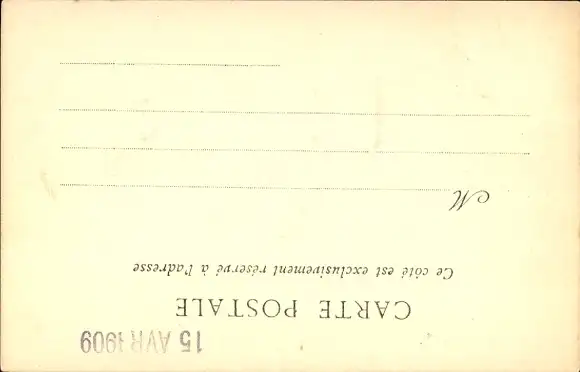 15 AVR 1909
CARTE POSTALE
Ce côté est exclusivement réservé à l'adresse
M